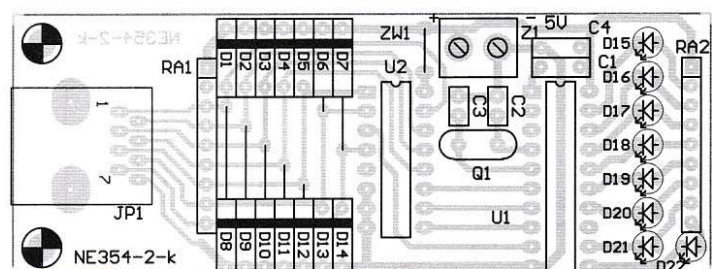 + - 5V
NE354-2-k
ZW1
Z1
C4
D15
RA2
D1
D2
D3
D4
D5
D6
D7
RA1
U2
C1
D16
1
C3
C2
D17
D18
7
Q1
D19
JP1
U1
D20
D8
D9
D10
D11
D12
D13
D14
D21
D22
NE354-2-k